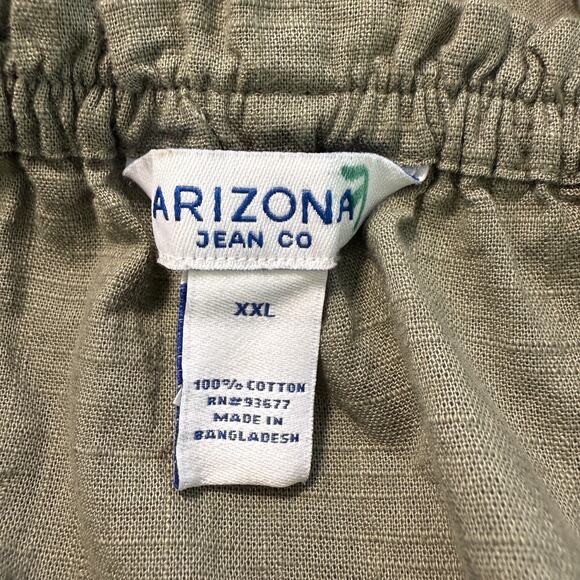 ARIZONA
JEAN CO
XXL
100% COTTON
RN#93677
MADE IN
BANGLADESH